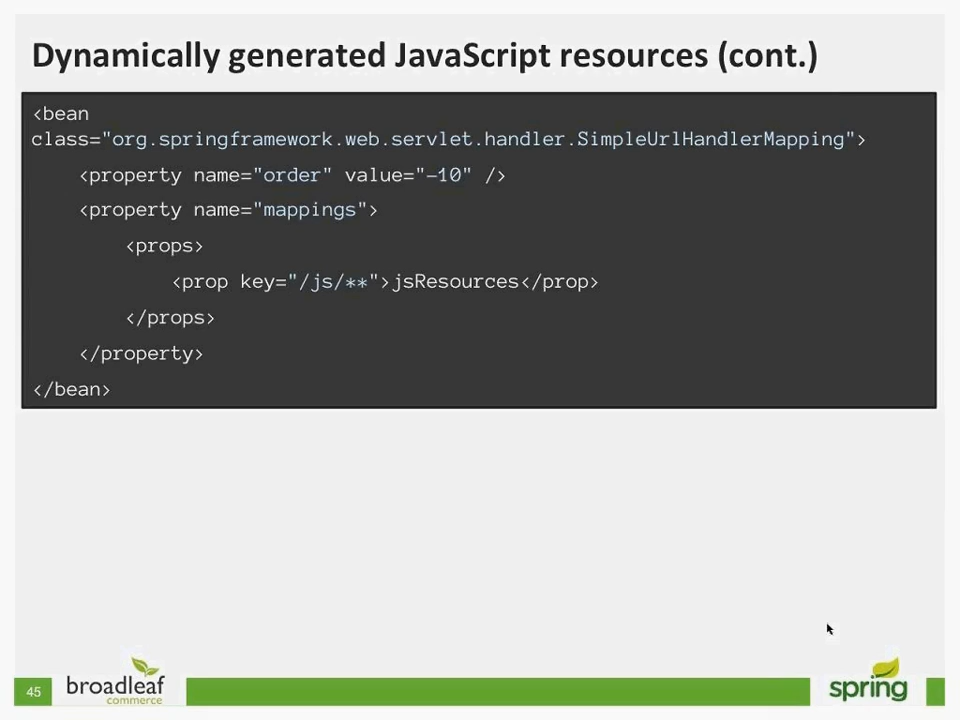 Dynamically generated JavaScript resources (cont.)
<bean
class="org.springframework.web.servlet.handler.SimpleUrlHandlerMapping">
<property name="order" value="-10" />
<property name="mappings">
<props>
<prop key="/js/**">jsResources</prop>
</props>
</property>
</bean>
45
broadleaf
commerce
spring